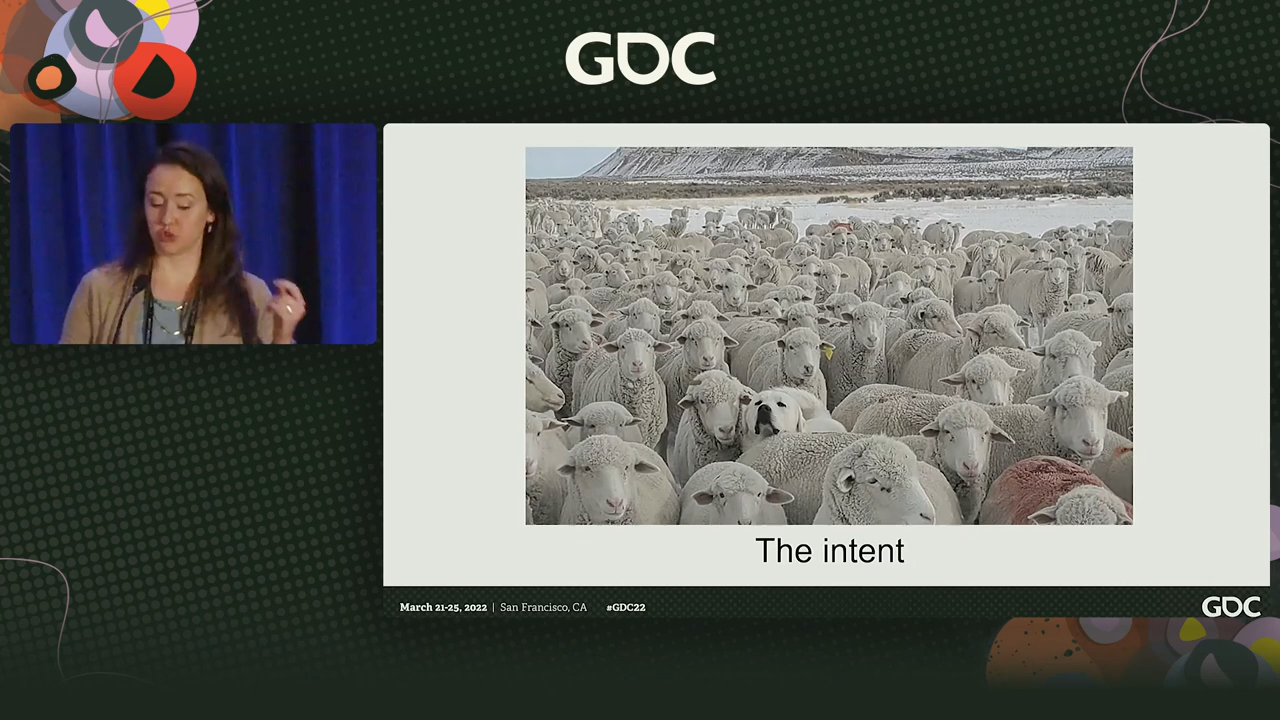 GDC
The intent
March 21-25, 2022 | San Francisco, CA #GDC22
GDC